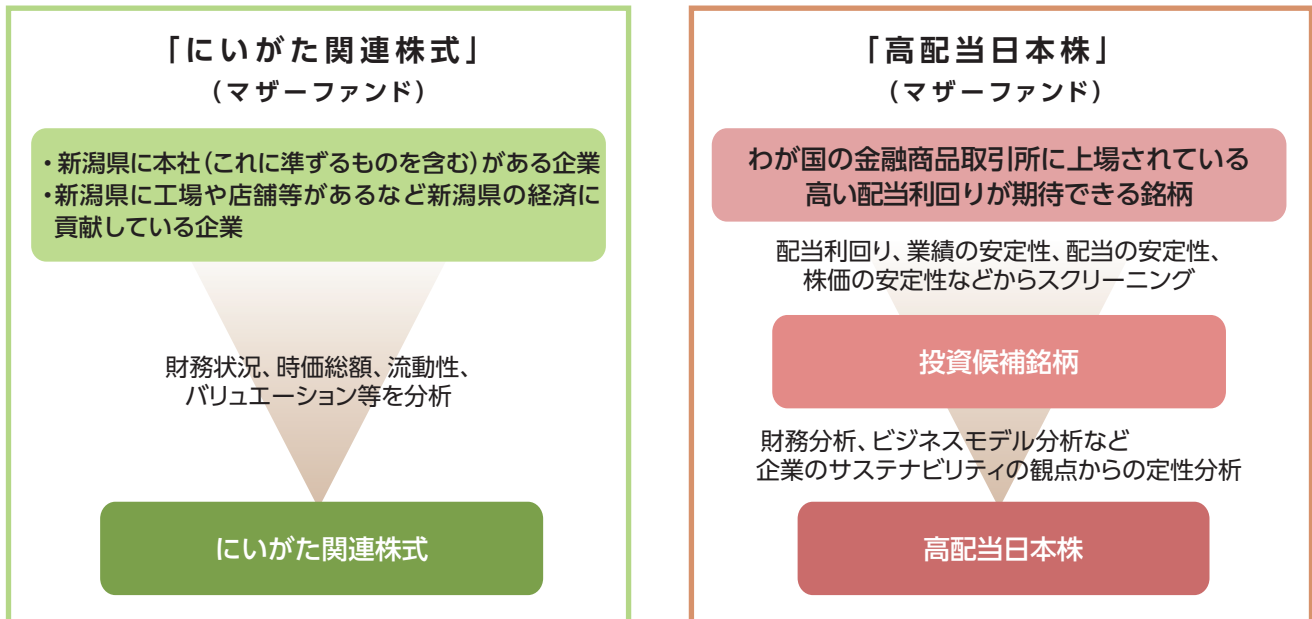 「にいがた関連株式」
（マザーファンド）
・新潟県に本社（これに準ずるものを含む）がある企業
・新潟県に工場や店舗等があるなど新潟県の経済に
貢献している企業
財務状況、時価総額、流動性、
バリュエーション等を分析
にいがた関連株式
「高配当日本株」
（マザーファンド）
わが国の金融商品取引所に上場されている
高い配当利回りが期待できる銘柄
配当利回り、業績の安定性、配当の安定性、
株価の安定性などからスクリーニング
投資候補銘柄
財務分析、ビジネスモデル分析など
企業のサステナビリティの観点からの定性分析
高配当日本株